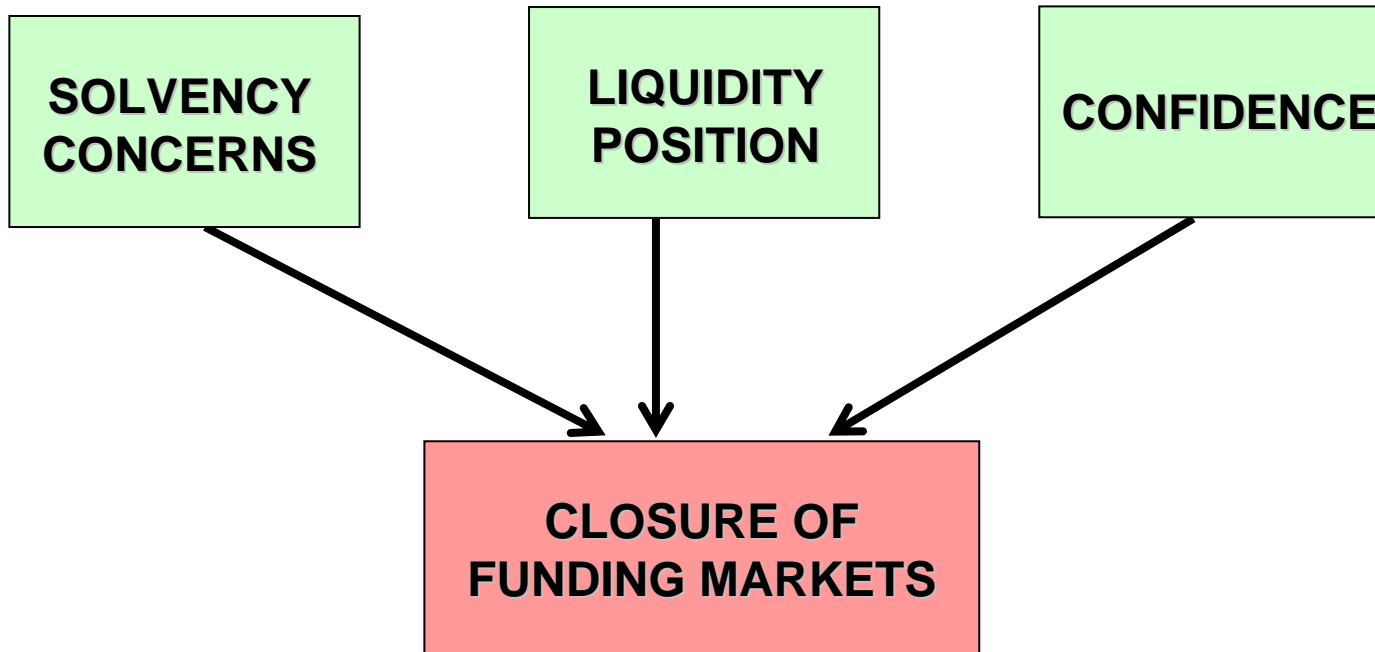 SOLVENCY
CONCERNS
LIQUIDITY
POSITION
CONFIDENCE
CLOSURE OF
FUNDING MARKETS